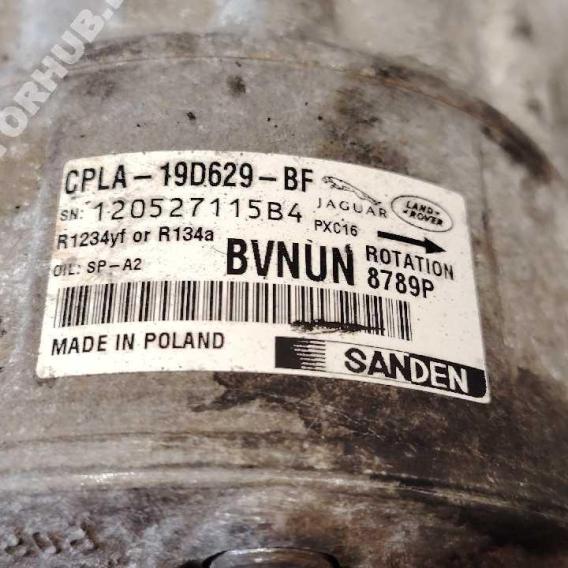 TORHUB.
CPLA-19D629-BF
JAGUAR
LAND-ROVER
SN: 120527115B4
PXC16
R1234yf or R134a
ROTATION
OIL: SP-A2
BVNUN 8789P
MADE IN POLAND
SANDEN